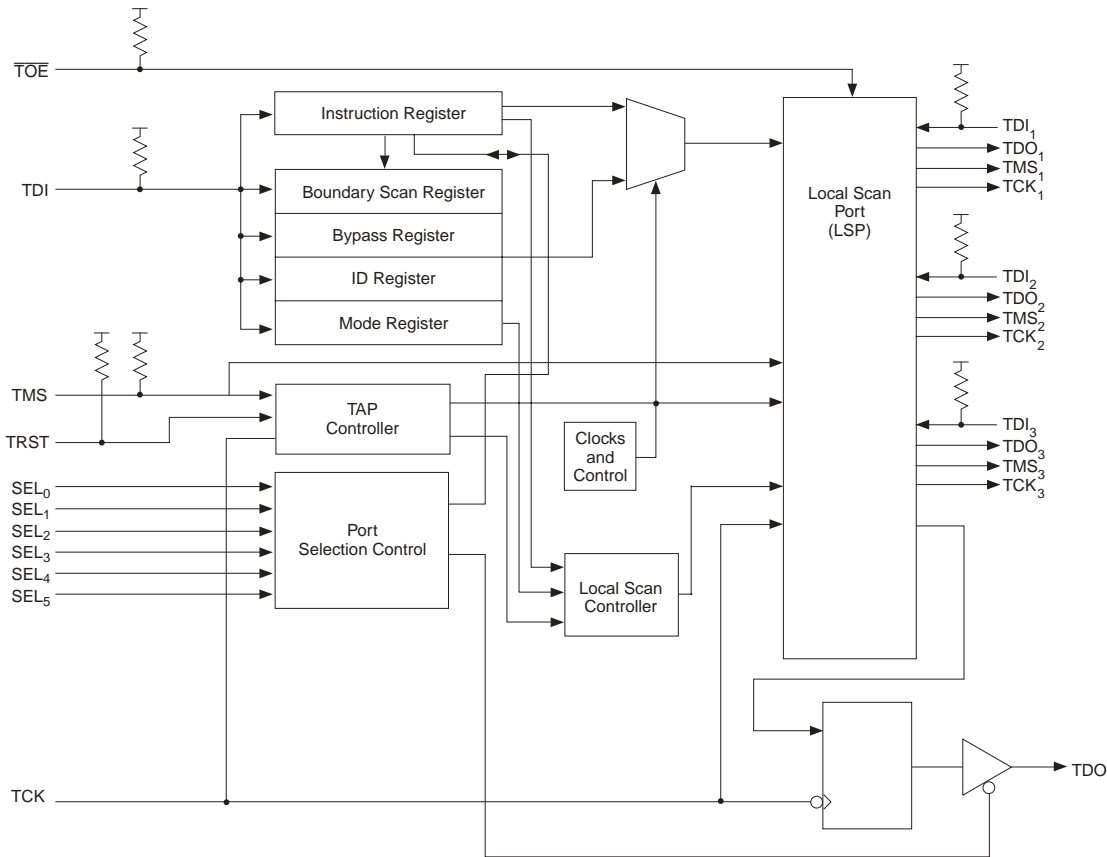 TOE
TDI
TMS
TRST
SEL0
SEL1
SEL2
SEL3
SEL4
SEL5
TCK
Instruction Register
Boundary Scan Register
Bypass Register
ID Register
Mode Register
TAP
Controller
Port
Selection Control
Clocks
and
Control
Local Scan
Controller
Local Scan
Port
(LSP)
TDI1
TDO1
TMS1
TCK1
TDI2
TDO2
TMS2
TCK2
TDI3
TDO3
TMS3
TCK3
TDO